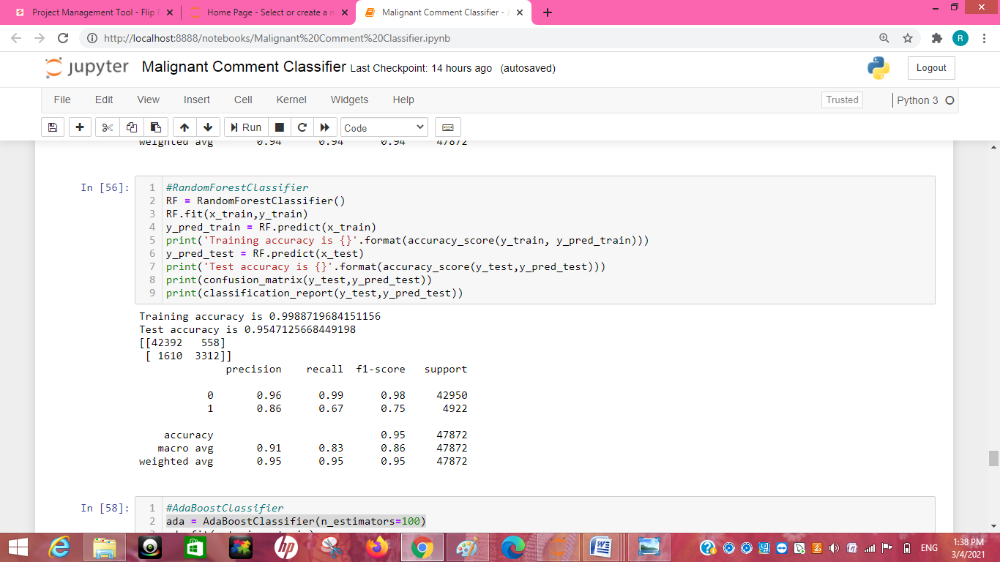 Project Management Tool - Flip
Home Page - Select or create a n
Malignant Comment Classifier - J
http://localhost:8888/notebooks/Malignant%20Comment%20Classifier.ipynb
R
jupyter Malignant Comment Classifier Last Checkpoint: 14 hours ago (autosaved)
Logout
File Edit View Insert Cell Kernel Widgets Help
Trusted Python 3
Run Code
weighted avg 0.94 0.94 0.94 47872
In [56]:
1 #RandomForestClassifier
2 RF = RandomForestClassifier()
3 RF.fit(x_train,y_train)
4 y_pred_train = RF.predict(x_train)
5 print('Training accuracy is {}'.format(accuracy_score(y_train, y_pred_train)))
6 y_pred_test = RF.predict(x_test)
7 print('Test accuracy is {}'.format(accuracy_score(y_test,y_pred_test)))
8 print(confusion_matrix(y_test,y_pred_test))
9 print(classification_report(y_test,y_pred_test))
Training accuracy is 0.9988719684151156
Test accuracy is 0.9547125668449198
[[42392 558]
[ 1610 3312]]
precision recall f1-score support
0 0.96 0.99 0.98 42950
1 0.86 0.67 0.75 4922
accuracy 0.95 47872
macro avg 0.91 0.83 0.86 47872
weighted avg 0.95 0.95 0.95 47872
In [58]:
1 #AdaBoostClassifier
2 ada = AdaBoostClassifier(n_estimators=100)
hp
ENG
1:38 PM
3/4/2021